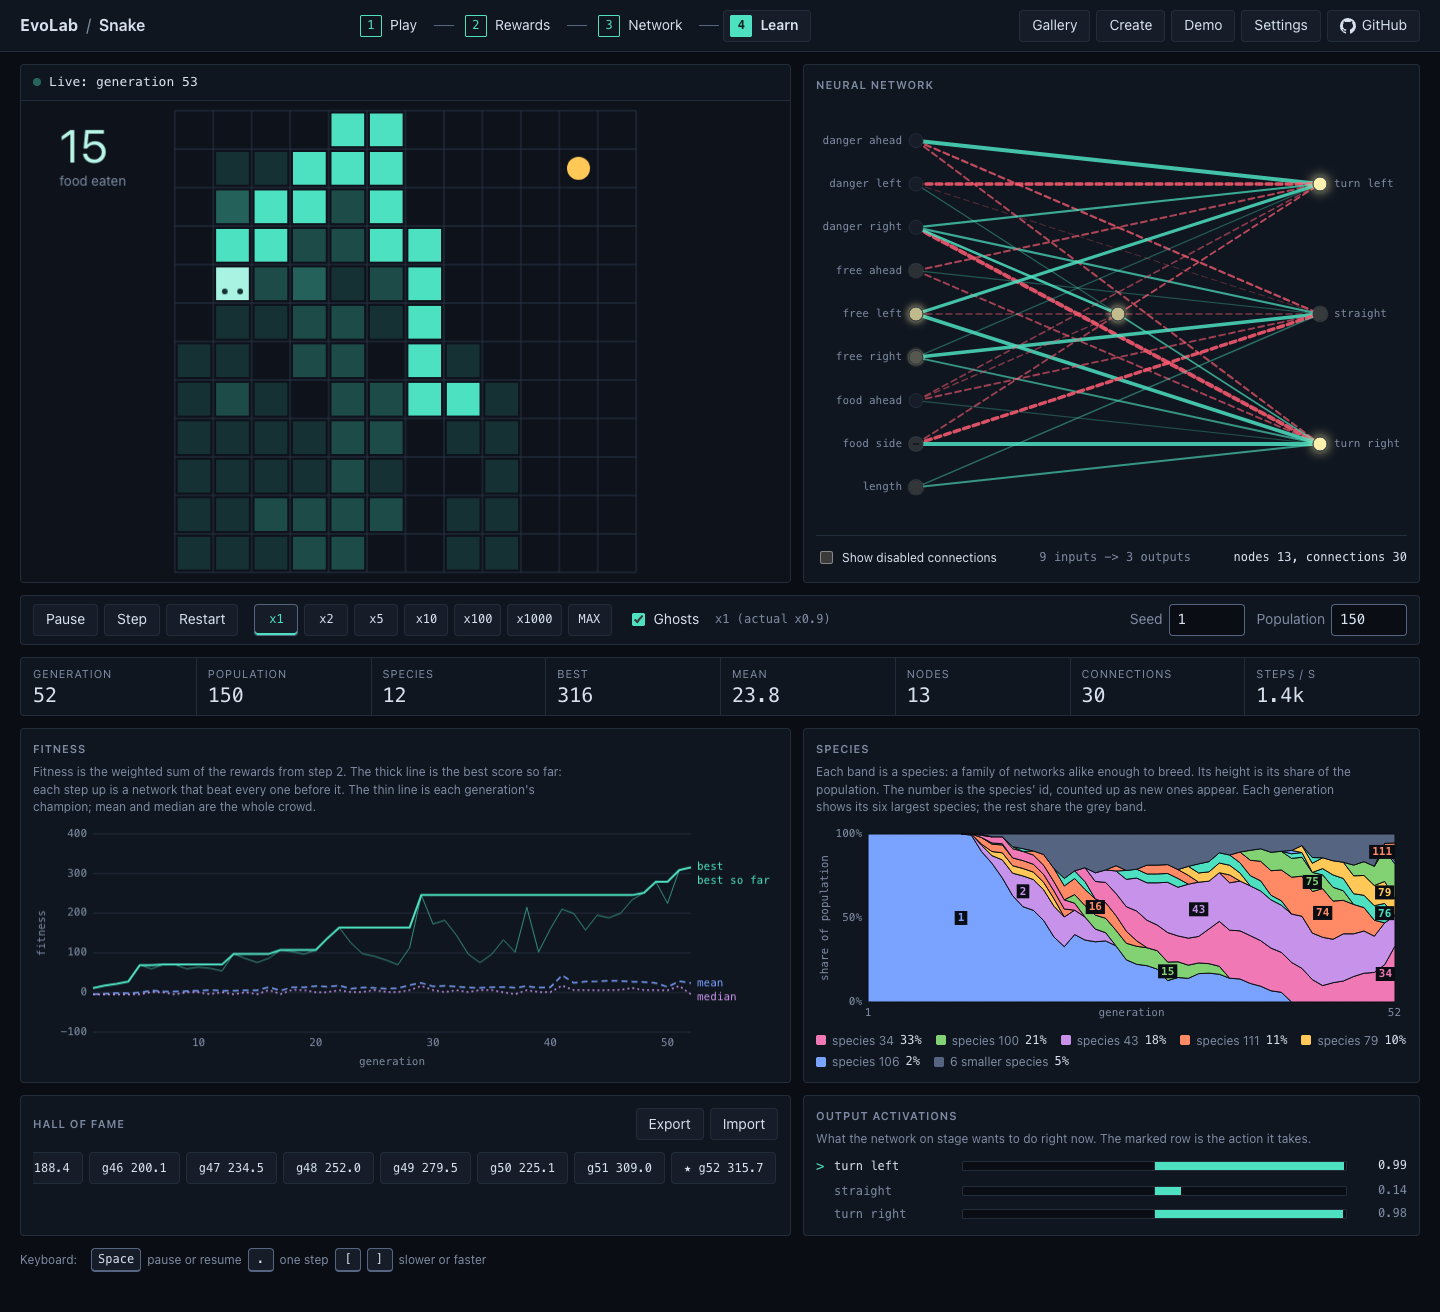 EvoLab / Snake
1 Play
2 Rewards
3 Network
4 Learn
Gallery
Create
Demo
Settings
GitHub
Live: generation 53
15
food eaten
NEURAL NETWORK
danger ahead
danger left
danger right
free ahead
free left
free right
food ahead
food side
length
turn left
straight
turn right
Show disabled connections
9 inputs -> 3 outputs
nodes 13, connections 30
Pause
Step
Restart
x1
x2
x5
x10
x100
x1000
MAX
Ghosts
x1 (actual x0.9)
Seed 1
Population 150
GENERATION
52
POPULATION
150
SPECIES
12
BEST
316
MEAN
23.8
NODES
13
CONNECTIONS
30
STEPS / S
1.4k
FITNESS
Fitness is the weighted sum of the rewards from step 2. The thick line is the best score so far:
each step up is a network that beat every one before it. The thin line is each generation's
champion; mean and median are the whole crowd.
400
300
200
100
0
−100
fitness
10
20
30
40
50
generation
best
best so far
mean
median
SPECIES
Each band is a species: a family of networks alike enough to breed. Its height is its share of the
population. The number is the species' id, counted up as new ones appear. Each generation
shows its six largest species; the rest share the grey band.
100%
50%
0%
share of population
1
2
16
15
43
75
74
111
79
76
34
1
generation
52
species 34 33%
species 100 21%
species 43 18%
species 111 11%
species 79 10%
species 106 2%
6 smaller species 5%
HALL OF FAME
Export
Import
188.4
g46 200.1
g47 234.5
g48 252.0
g49 279.5
g50 225.1
g51 309.0
★ g52 315.7
OUTPUT ACTIVATIONS
What the network on stage wants to do right now. The marked row is the action it takes.
> turn left 0.99
straight 0.14
turn right 0.98
Keyboard: Space pause or resume . one step [ ] slower or faster